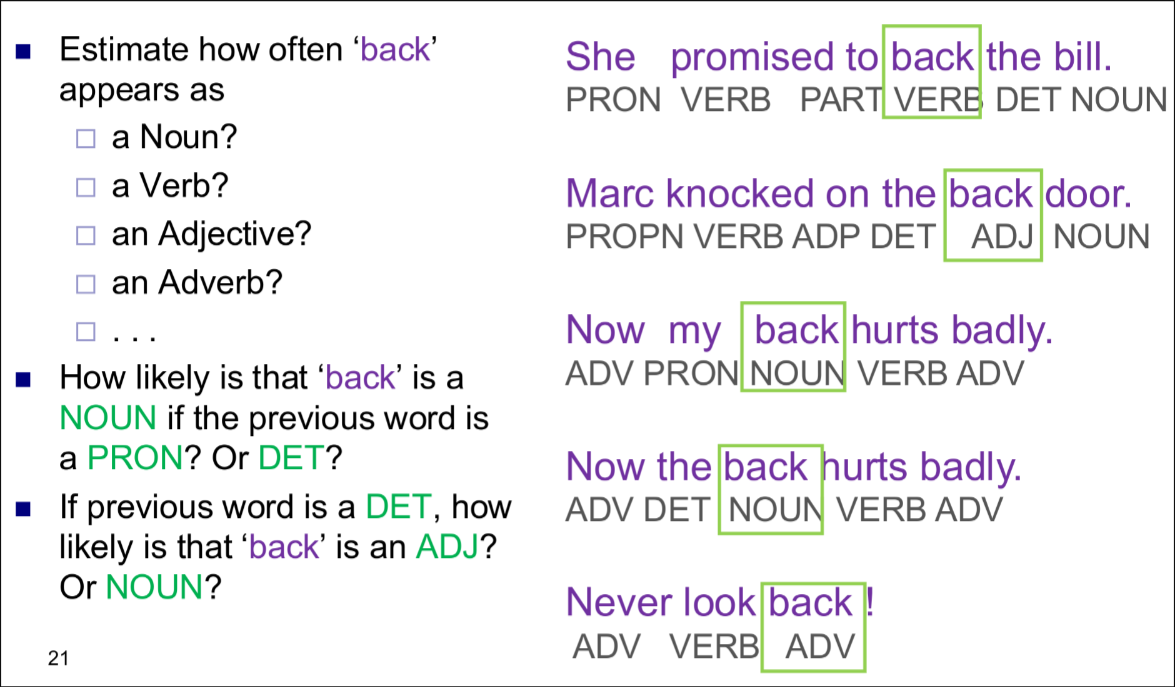 Estimate how often ‘back’
appears as
a Noun?
a Verb?
an Adjective?
an Adverb?
. . .
How likely is that ‘back’ is a
NOUN if the previous word is
a PRON? Or DET?
If previous word is a DET, how
likely is that ‘back’ is an ADJ?
Or NOUN?
21
She promised to back the bill.
PRON VERB PART VERB DET NOUN
Marc knocked on the back door.
PROPN VERB ADP DET ADJ NOUN
Now my back hurts badly.
ADV PRON NOUN VERB ADV
Now the back hurts badly.
ADV DET NOUN VERB ADV
Never look back !
ADV VERB ADV